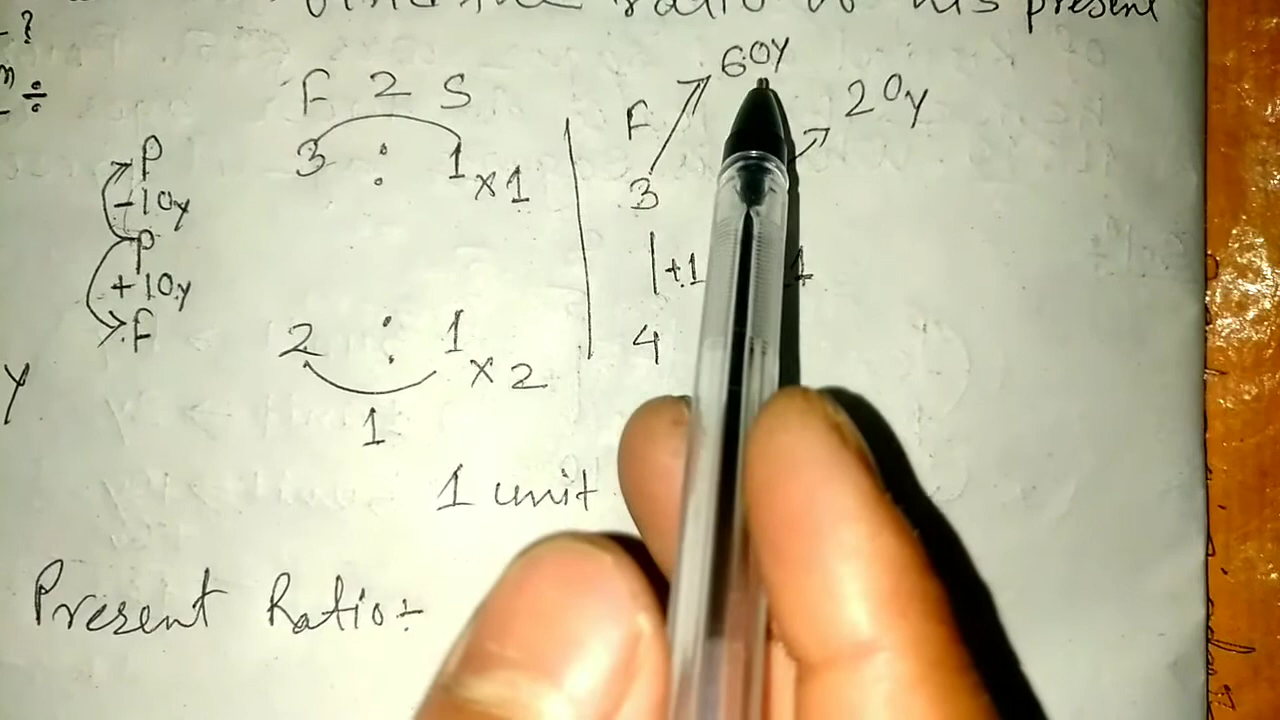 ratio of his present
?
÷
F 2 S
3 : 1 x1
P
-10y
P
+10y
F
2 : 1 x 2
1
F
60y
20y
3
+1
1
4
Y
1 unit
Present Ratio:-